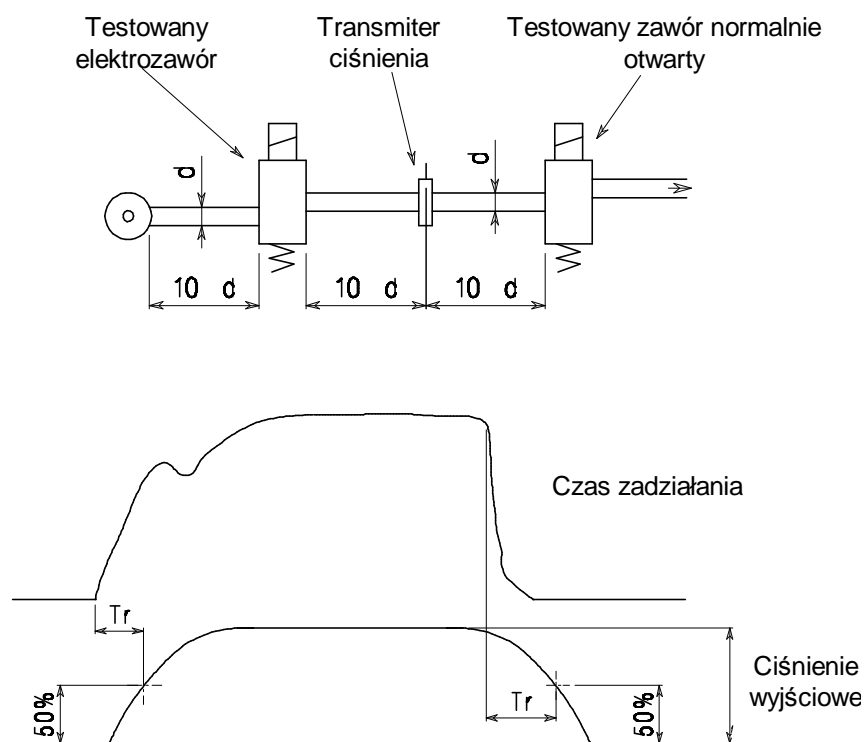 Testowany
elektrozawór
Transmiter
ciśnienia
Testowany zawór normalnie
otwarty
d
d
10 d
10 d
10 d
Czas zadziałania
Tr
Tr
50%
50%
Ciśnienie
wyjściowe